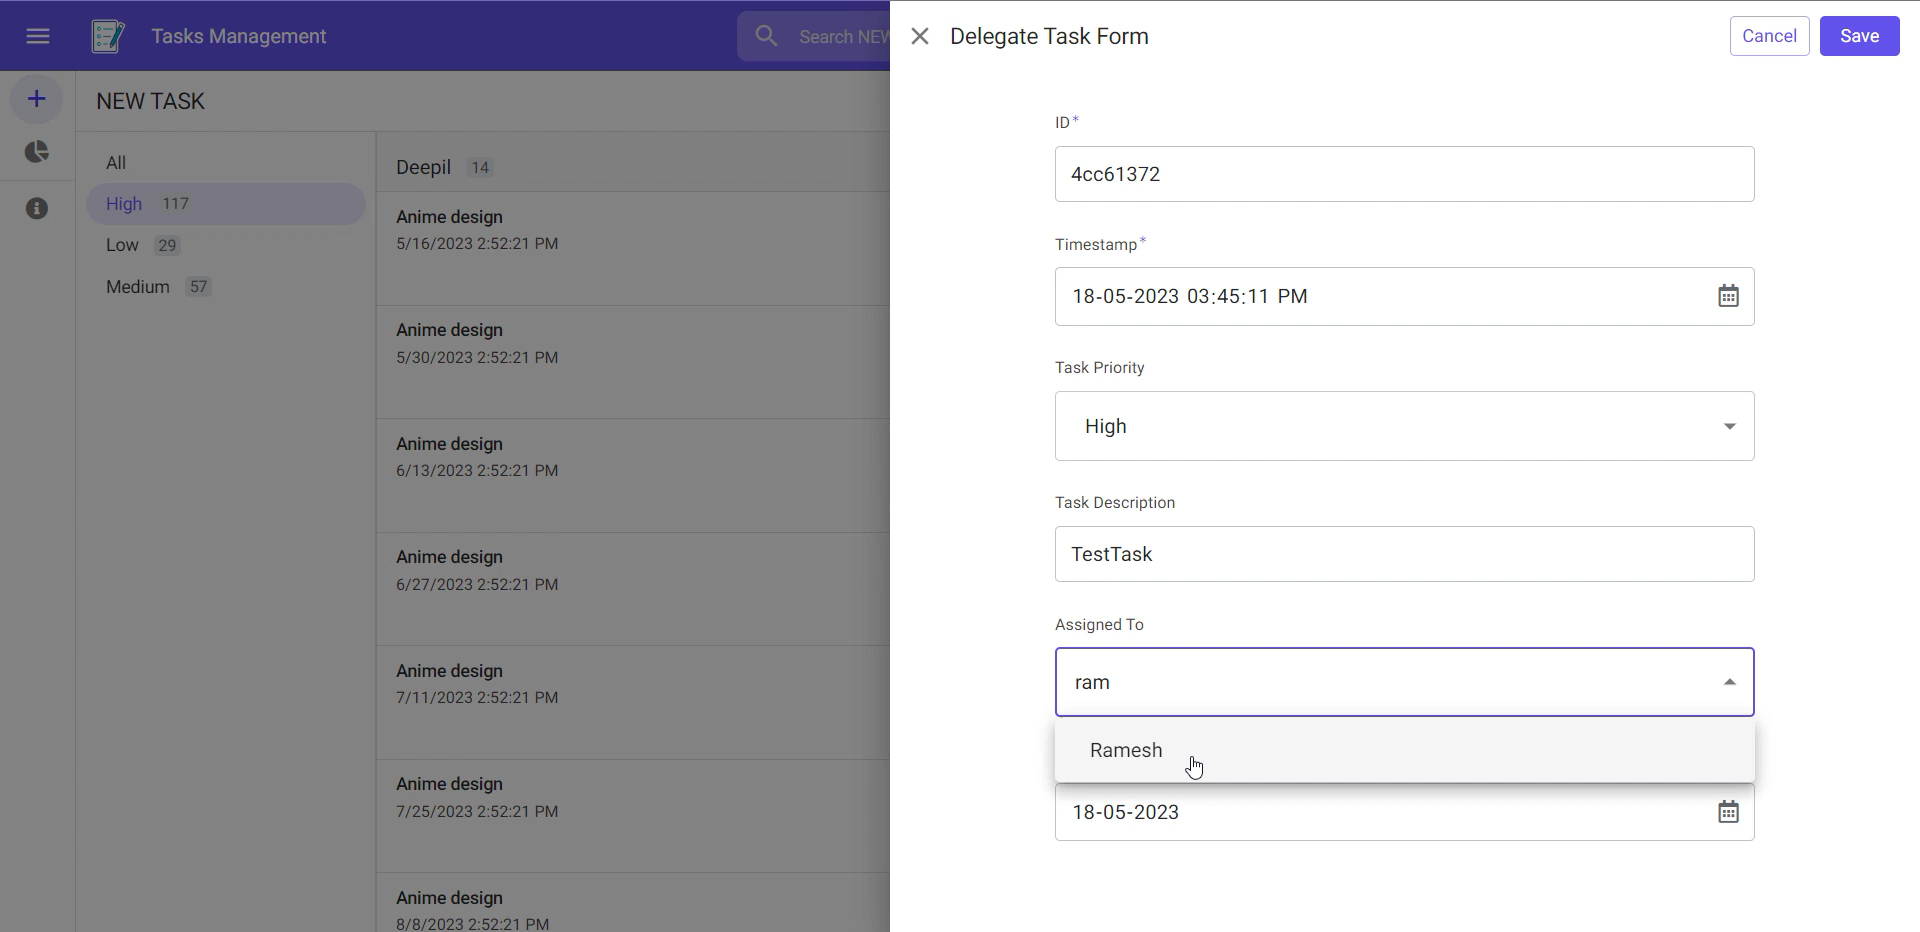 Tasks Management
Search NEW
NEW TASK
All
High 117
Low 29
Medium 57
Deepil 14
Anime design
5/16/2023 2:52:21 PM
Anime design
5/30/2023 2:52:21 PM
Anime design
6/13/2023 2:52:21 PM
Anime design
6/27/2023 2:52:21 PM
Anime design
7/11/2023 2:52:21 PM
Anime design
7/25/2023 2:52:21 PM
Anime design
8/8/2023 2:52:21 PM
Delegate Task Form
Cancel
Save
ID*
4cc61372
Timestamp*
18-05-2023 03:45:11 PM
Task Priority
High
Task Description
TestTask
Assigned To
ram
Ramesh
18-05-2023